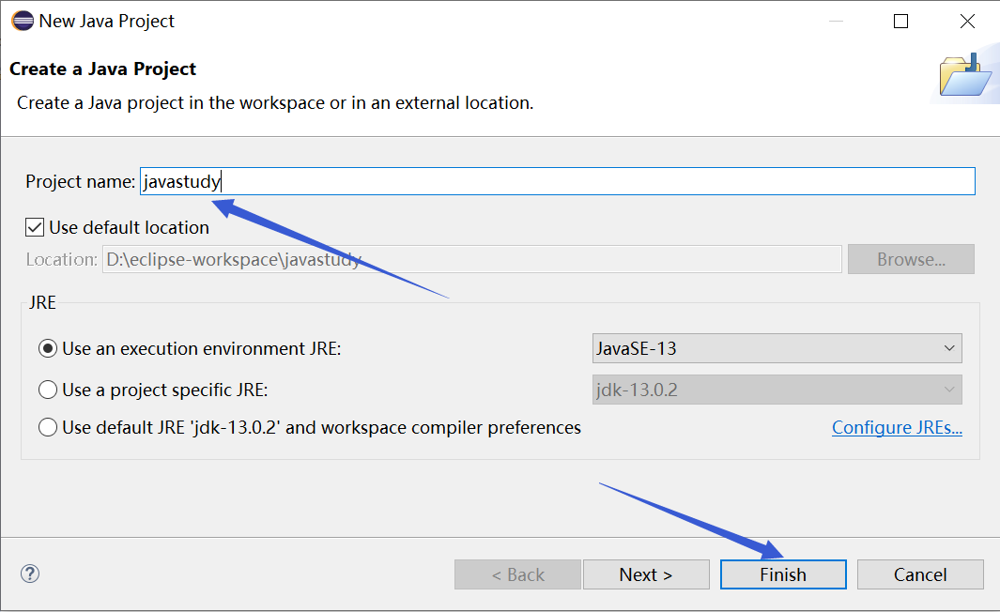 New Java Project
Create a Java Project
Create a Java project in the workspace or in an external location.
Project name: javastudy
Use default location
Location: D:\eclipse-workspace\javastudy Browse...
JRE
Use an execution environment JRE: JavaSE-13
Use a project specific JRE: jdk-13.0.2
Use default JRE 'jdk-13.0.2' and workspace compiler preferences Configure JREs...
? < Back Next > Finish Cancel